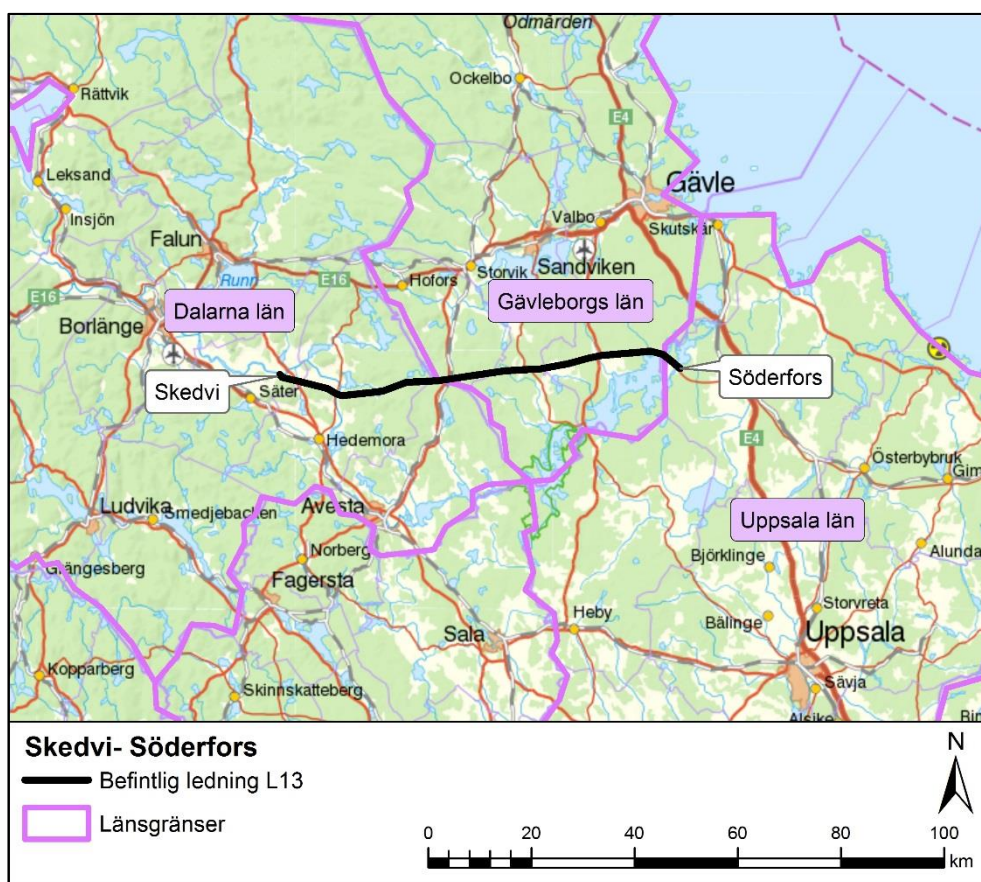 Ödmården
Rättvik
Ockelbo
E4
Leksand
Gävle
Insjön
Valbo
Skutskär
Falun
Sandviken
Runn
Storvik
E16
Hofors
E16
Dalarna län
Gävleborgs län
Borlänge
Skedvi
Söderfors
Säter
Hedemora
E4
Österbybruk
Gim
Ludvika
Smedjebacken
Avesta
Uppsala län
Norberg
Björklinge
Alunda
Grängesberg
Fagersta
Storvreta
Heby
Bälinge
Sala
Uppsala
Kopparberg
Sävja
Skinnskatteberg
Alsike
Skedvi- Söderfors
Befintlig ledning L13
Länsgränser
N
0 20 40 60 80 100
km